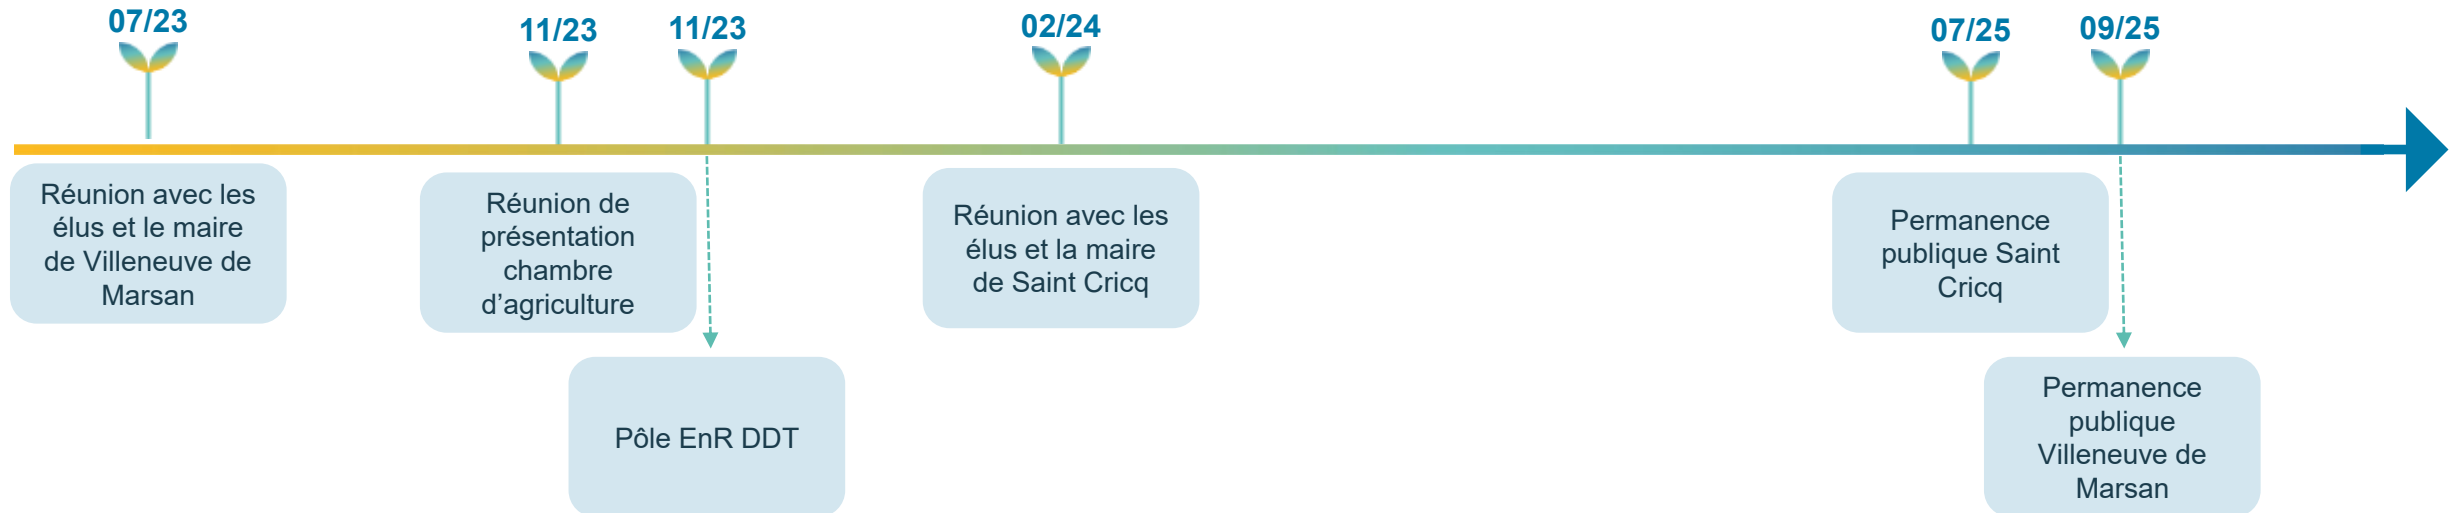 07/23
11/23
11/23
02/24
07/25
09/25
Réunion avec les
élus et le maire
de Villeneuve de
Marsan
Réunion de
présentation
chambre
d’agriculture
Pôle EnR DDT
Réunion avec les
élus et la maire
de Saint Cricq
Permanence
publique Saint
Cricq
Permanence
publique
Villeneuve de
Marsan